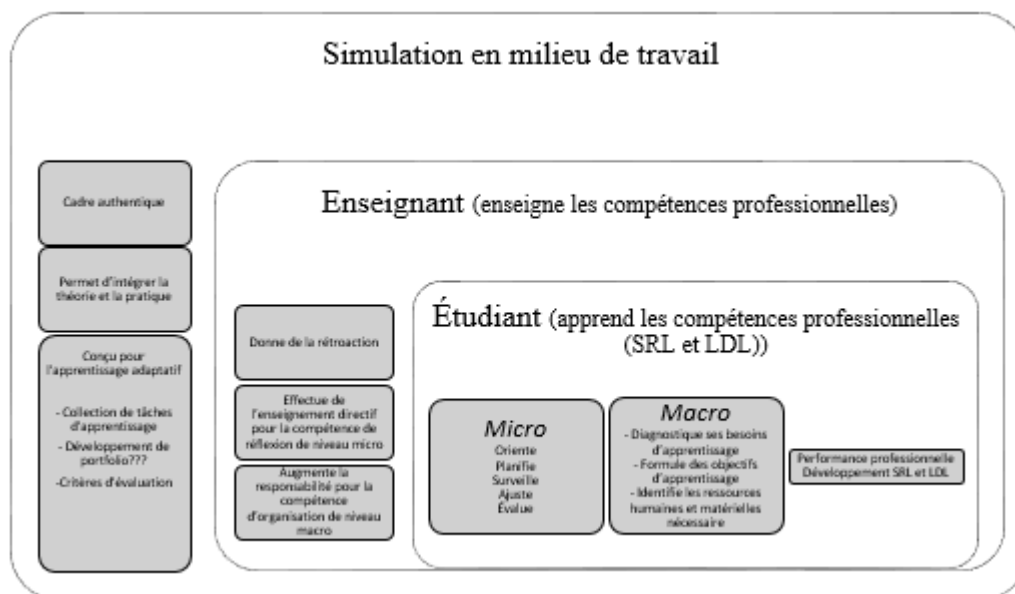 Simulation en milieu de travail
Cadre authentique
Permet d'intégrer la
théorie et la pratique
Conçu pour
l'apprentissage adaptatif
- Collection de tâches
d'apprentissage
- Développement de
portfolio???
-Critères d'évaluation
Enseignant (enseigne les compétences professionnelles)
Donne de la rétroaction
Effectue de
l'enseignement directif
pour la compétence de
réflexion de niveau micro
Augmente la
responsabilité pour la
compétence
d'organisation de niveau
macro
Étudiant (apprend les compétences professionnelles
(SRL et LDL))
Micro
Oriente
Planifie
Surveille
Ajuste
Évalue
Macro
- Diagnostique ses besoins
d'apprentissage
- Formule des objectifs
d'apprentissage
- Identifie les ressources
humaines et matérielles
nécessaire
Performance professionnelle
Développement SRL et LDL